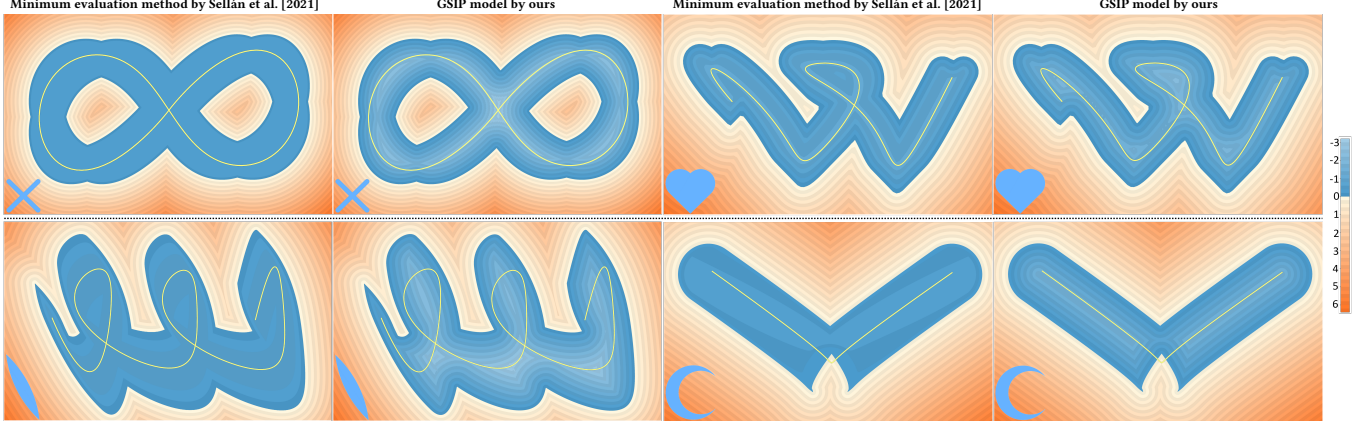 Minimum evaluation method by Sellán et al. [2021]
GSIP model by ours
Minimum evaluation method by Sellán et al. [2021]
GSIP model by ours
-3
-2
-1
0
1
2
3
4
5
6